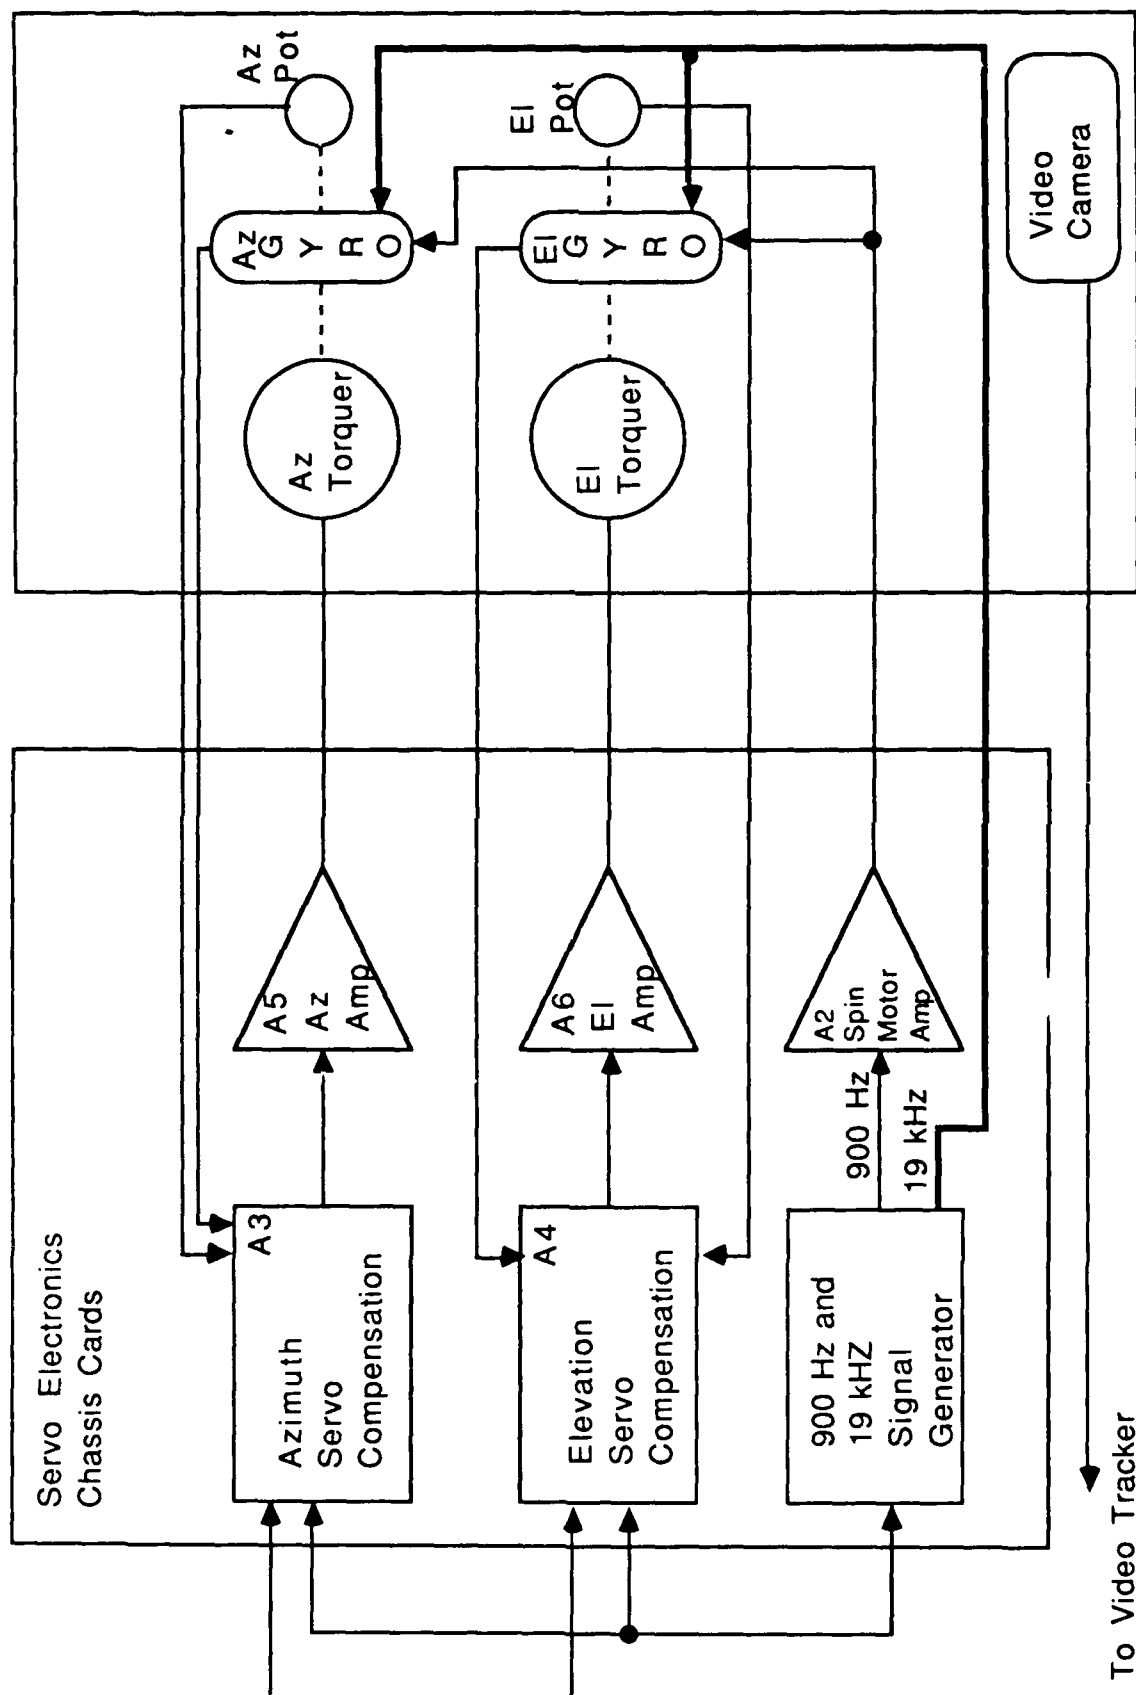 Servo Electronics
Chassis Cards
Azimuth
Servo
Compensation
A3
A5
Az
Amp
Az
Torquer
Az
G
Y
R
O
Az
Pot
Elevation
Servo
Compensation
A4
A6
El
Amp
El
Torquer
El
G
Y
R
O
El
Pot
900 Hz and
19 kHZ
Signal
Generator
900 Hz
19 kHz
A2
Spin
Motor
Amp
Video
Camera
To Video Tracker